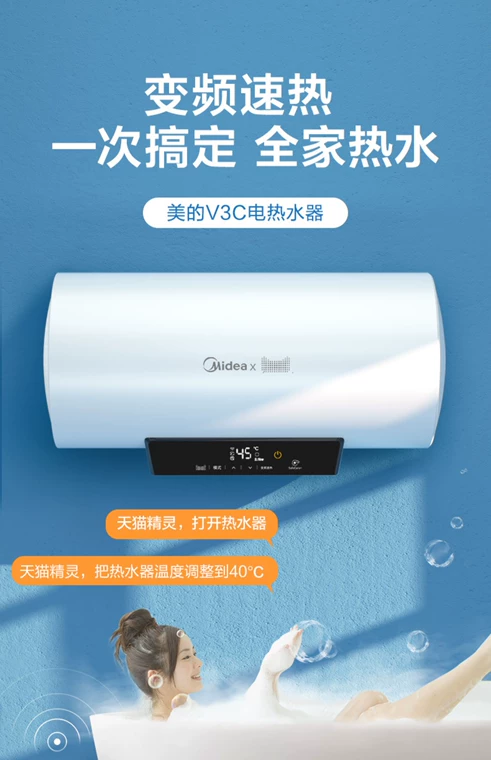 变频速热
一次搞定 全家热水
美的V3C电热水器
Midea x
45 ℃
模式
天猫精灵，打开热水器
天猫精灵，把热水器温度调整到40℃